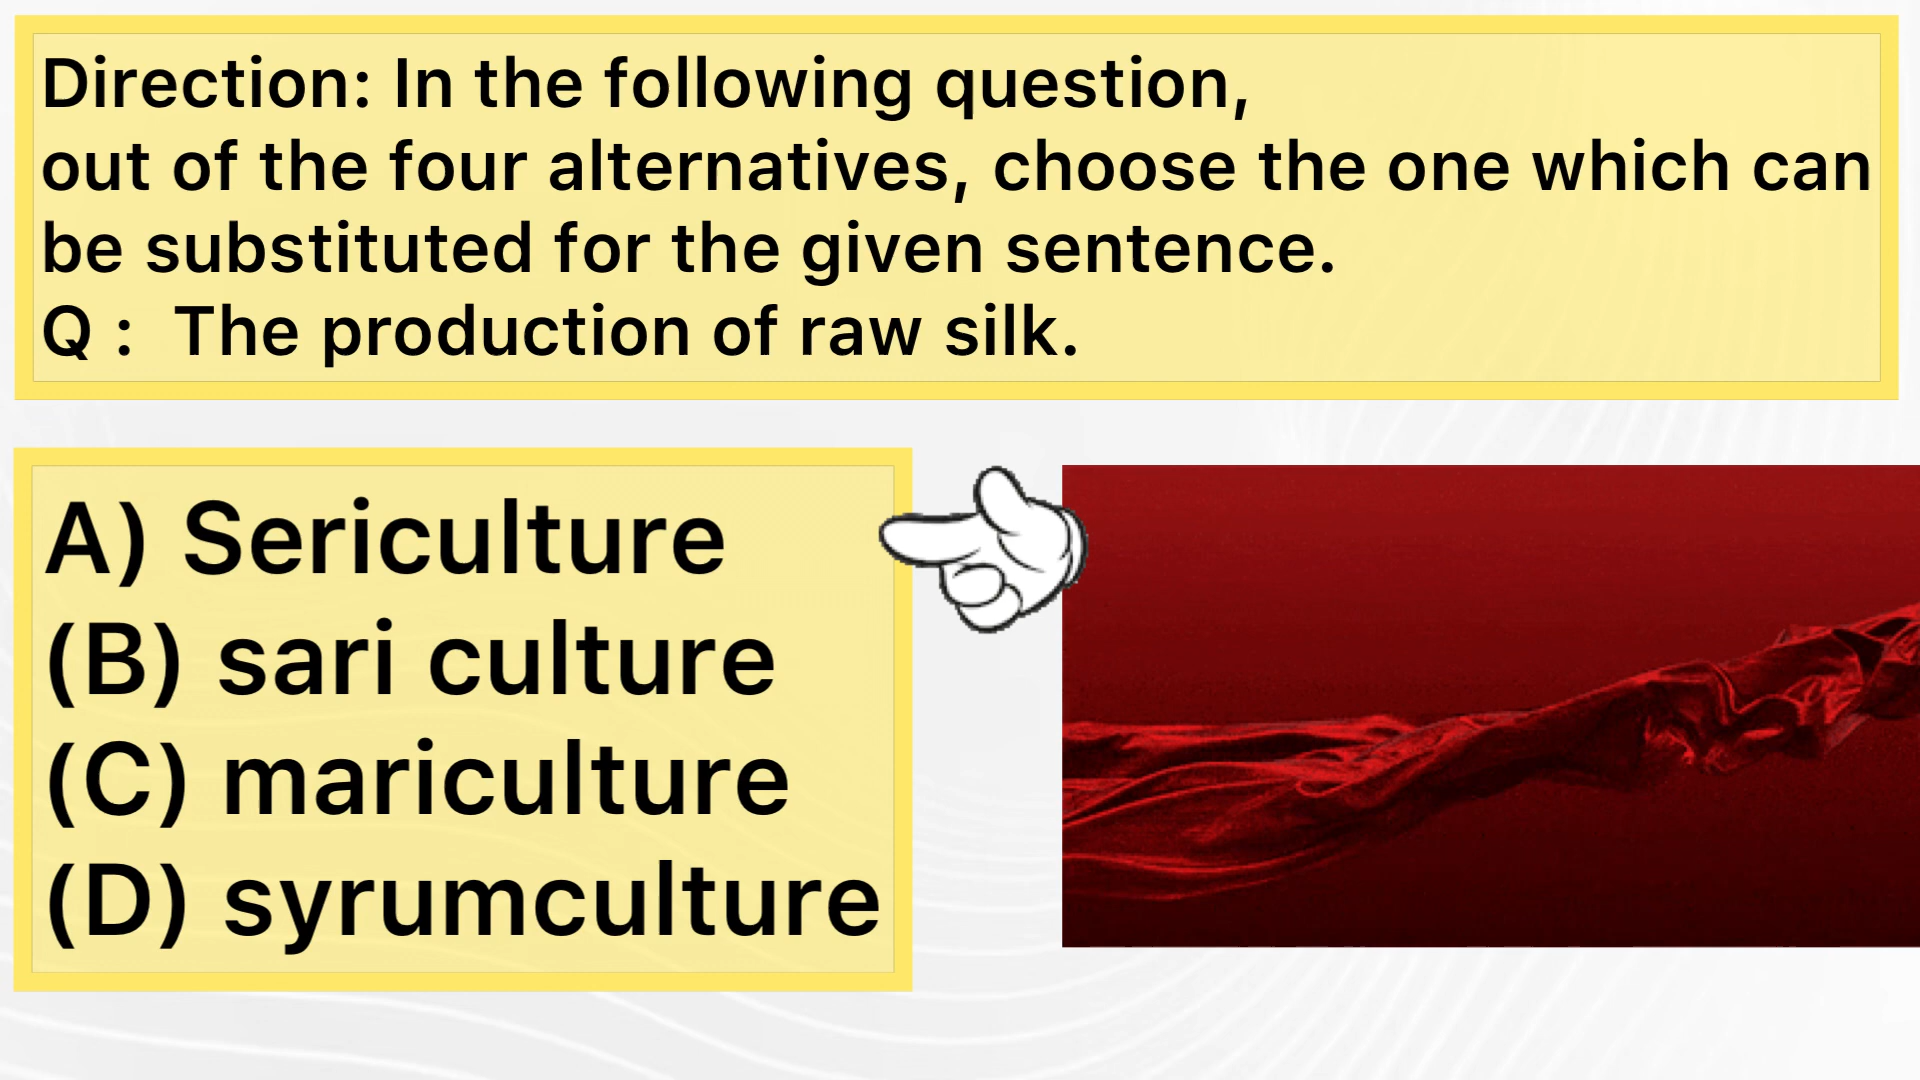 Direction: In the following question,
out of the four alternatives, choose the one which can
be substituted for the given sentence.
Q : The production of raw silk.
A) Sericulture
(B) sari culture
(C) mariculture
(D) syrumculture